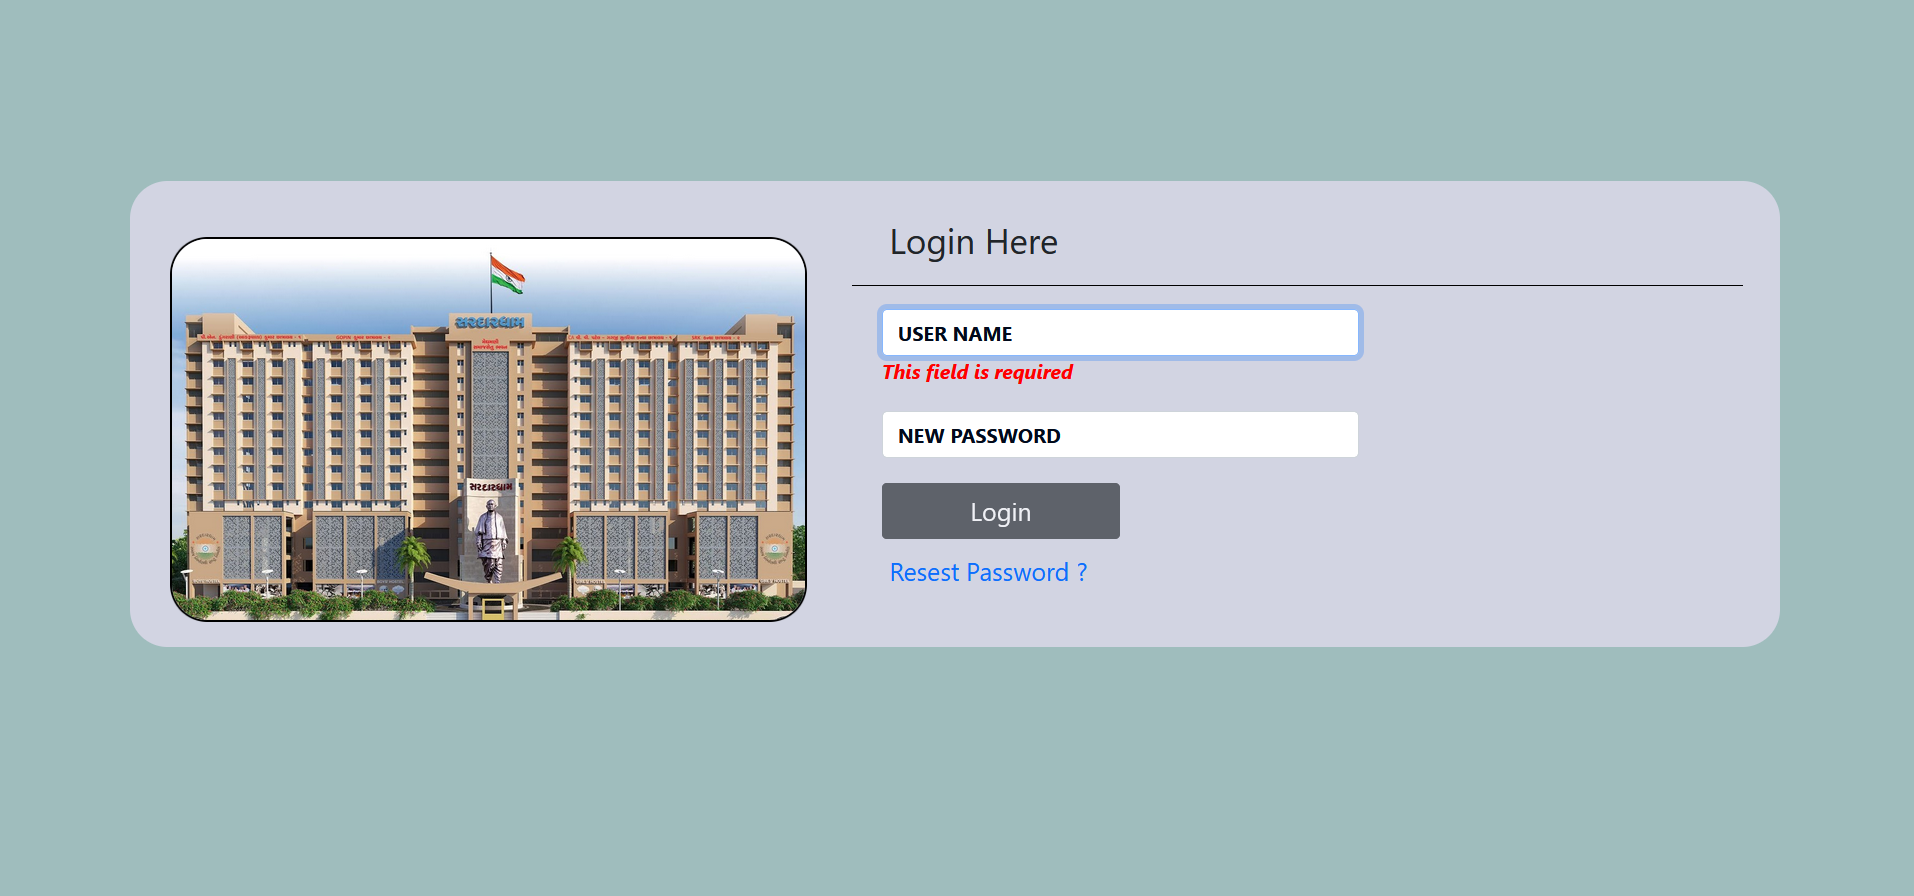 Login Here
સરદારધામ
સરદારધામ
USER NAME
This field is required
NEW PASSWORD
Login
Resest Password ?